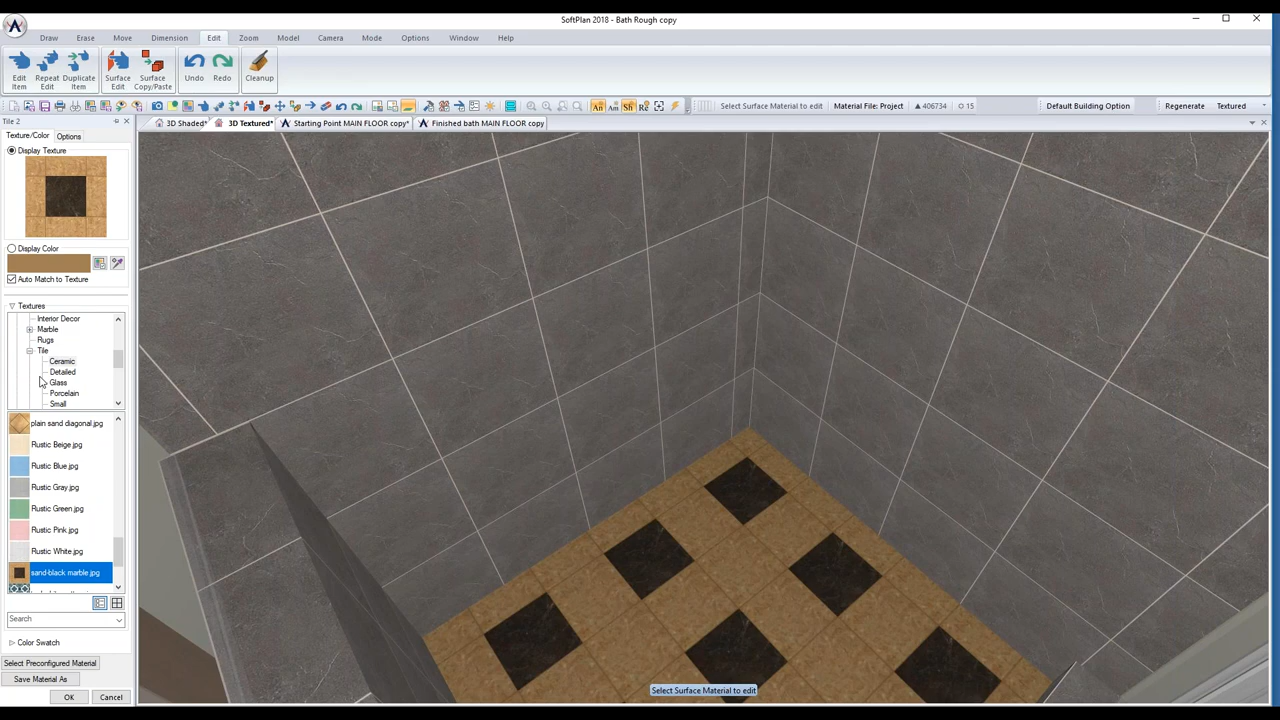 SoftPlan 2018 - Bath Rough copy
Draw Erase Move Dimension Edit Zoom Model Camera Mode Options Window Help
Edit Item
Repeat Edit
Duplicate Item
Surface Edit
Surface Copy/Paste
Undo
Redo
Cleanup
An Am Sh Re
Select Surface Material to edit
Material File: Project
406734
15
Default Building Option
Regenerate
Textured
Tile 2
3D Shaded*
3D Textured*
Starting Point MAIN FLOOR copy*
Finished bath MAIN FLOOR copy
Texture/Color Options
Display Texture
Display Color
Auto Match to Texture
Textures
Interior Decor
Marble
Rugs
Tile
Ceramic
Detailed
Glass
Porcelain
Small
plain sand diagonal.jpg
Rustic Beige.jpg
Rustic Blue.jpg
Rustic Gray.jpg
Rustic Green.jpg
Rustic Pink.jpg
Rustic White.jpg
sand-black marble.jpg
Search
Color Swatch
Select Preconfigured Material
Save Material As
OK Cancel
Select Surface Material to edit